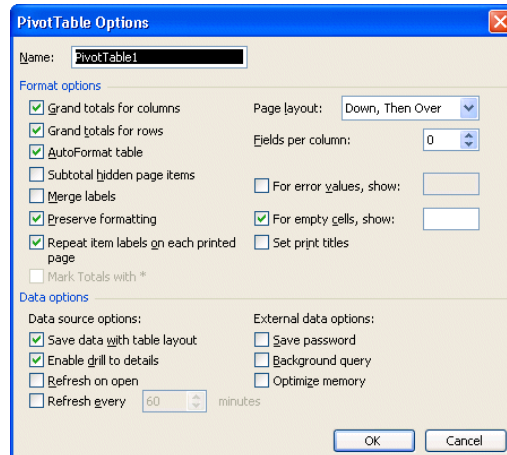 PivotTable Options
Name: PivotTable1
Format options
Grand totals for columns
Page layout: Down, Then Over
Grand totals for rows
Fields per column: 0
AutoFormat table
Subtotal hidden page items
For error values, show:
Merge labels
Preserve formatting
For empty cells, show:
Repeat item labels on each printed
page
Set print titles
Mark Totals with *
Data options
Data source options:
External data options:
Save data with table layout
Save password
Enable drill to details
Background query
Refresh on open
Optimize memory
Refresh every 60 minutes
OK Cancel